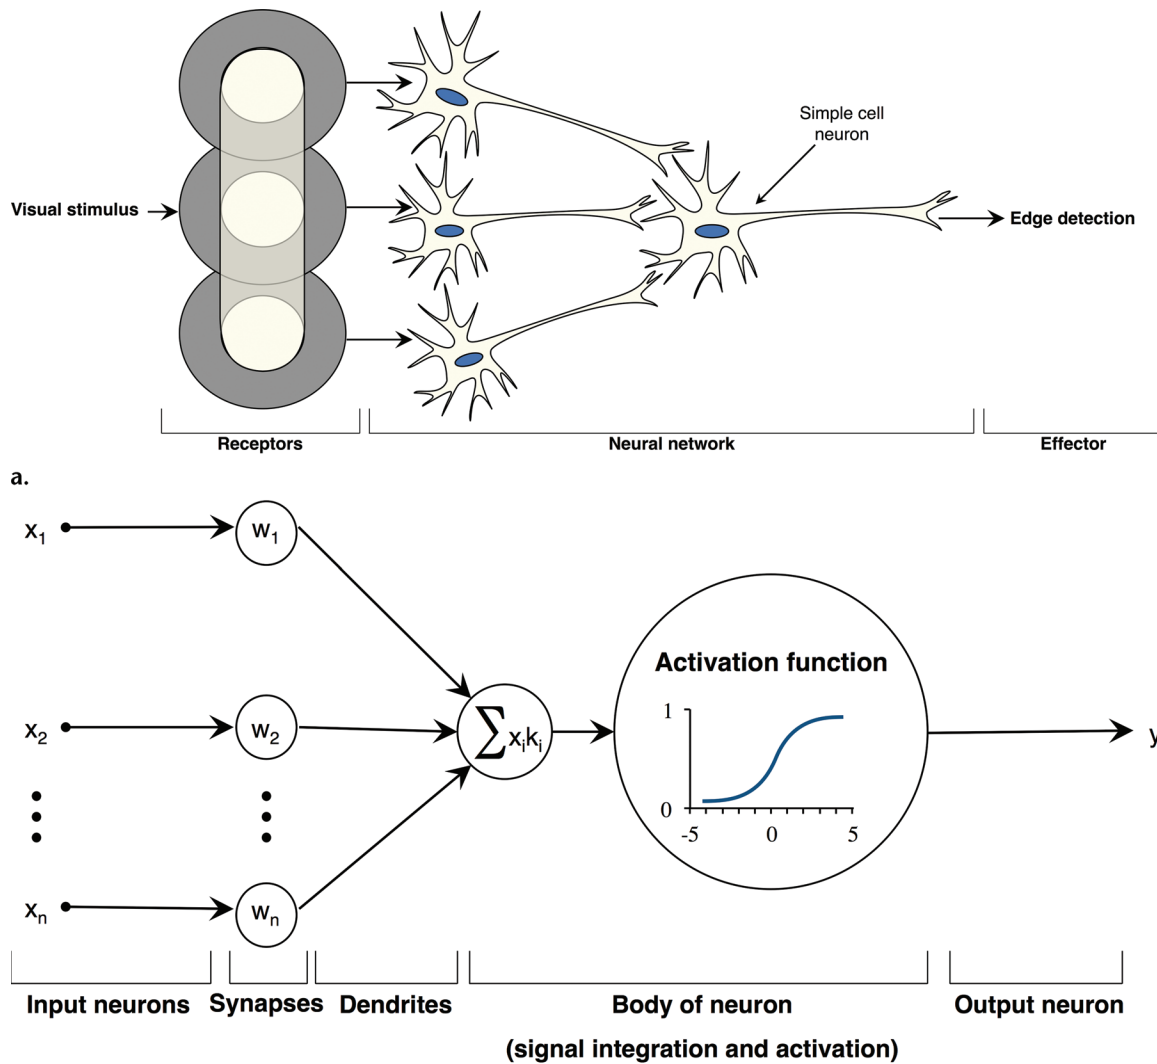 Simple cell
neuron
Visual stimulus
Edge detection
Receptors
Neural network
Effector
a.
x1
w1
Activation function
1
x2
w2
∑xiki
y
0
-5
0
5
xn
wn
Input neurons
Synapses
Dendrites
Body of neuron
Output neuron
(signal integration and activation)